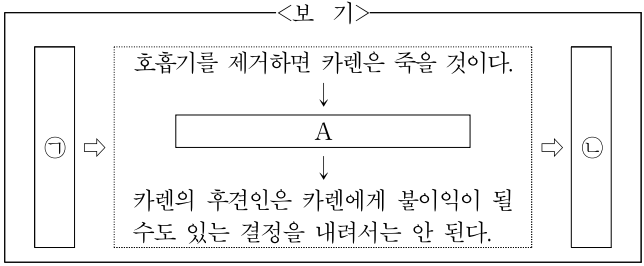 <보 기>
호흡기를 제거하면 카렌은 죽을 것이다.
↓
㉠ ⇨ A ⇨ ㉡
↓
카렌의 후견인은 카렌에게 불이익이 될
수도 있는 결정을 내려서는 안 된다.